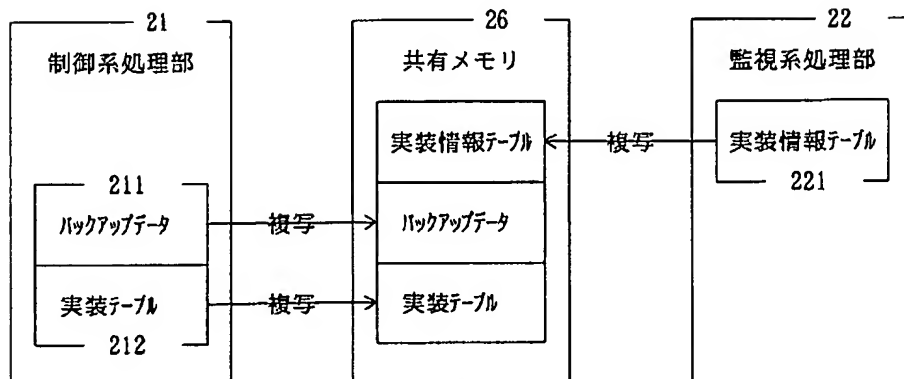 21
制御系処理部
211
バックアップデータ
実装テーブル
212
複写
複写
26
共有メモリ
実装情報テーブル
バックアップデータ
実装テーブル
複写
22
監視系処理部
実装情報テーブル
221